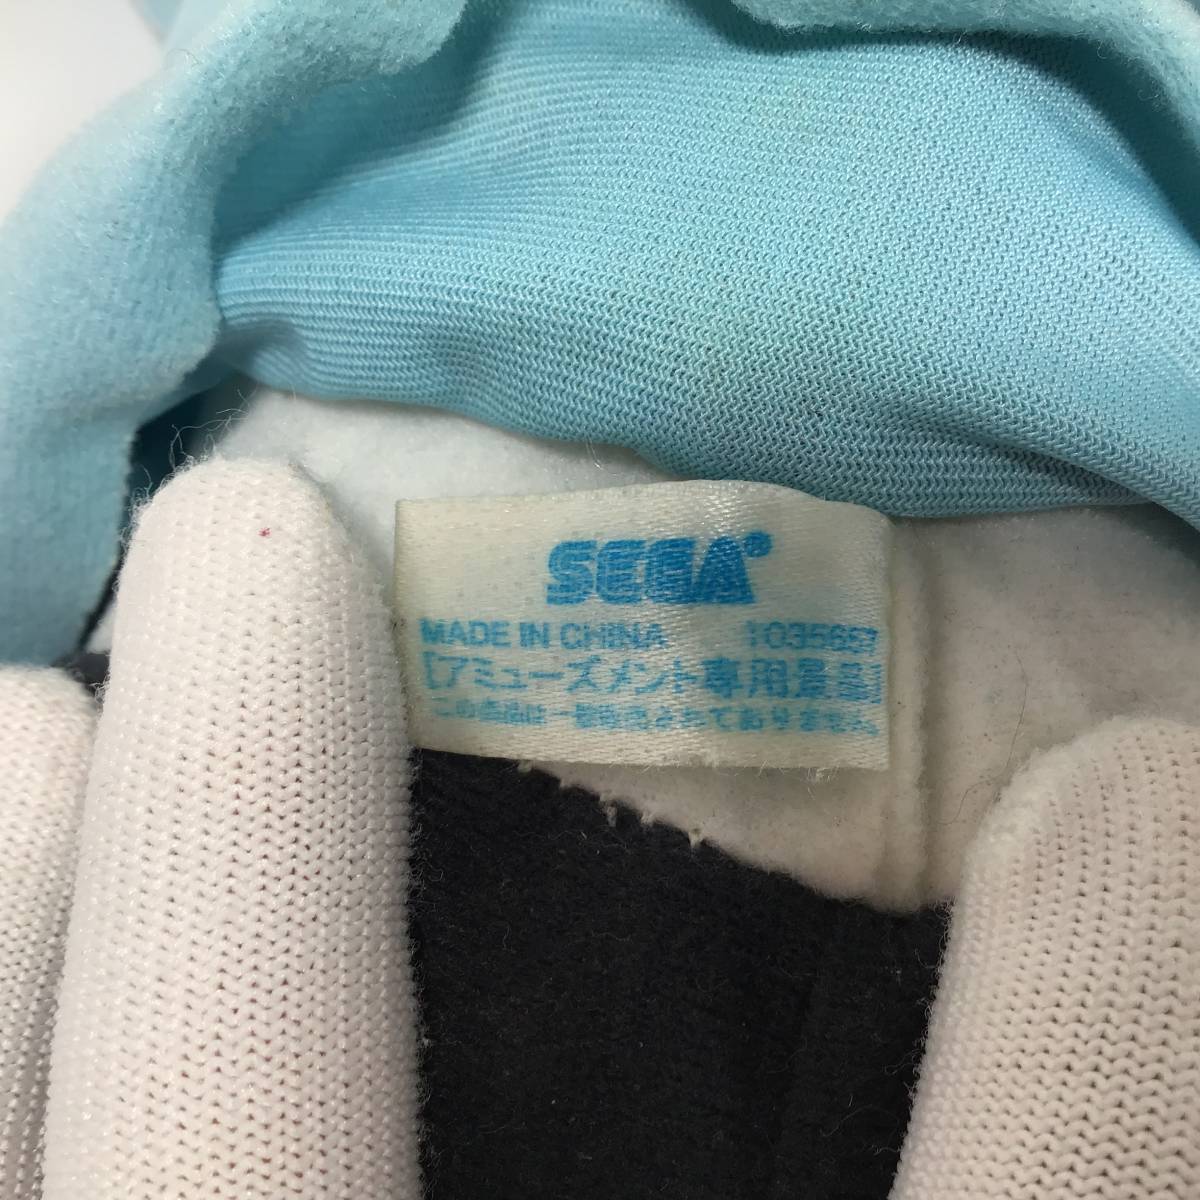 SEGA®
MADE IN CHINA 1035657
[アミューズメント専用景品]
この商品は一般販売されておりません。